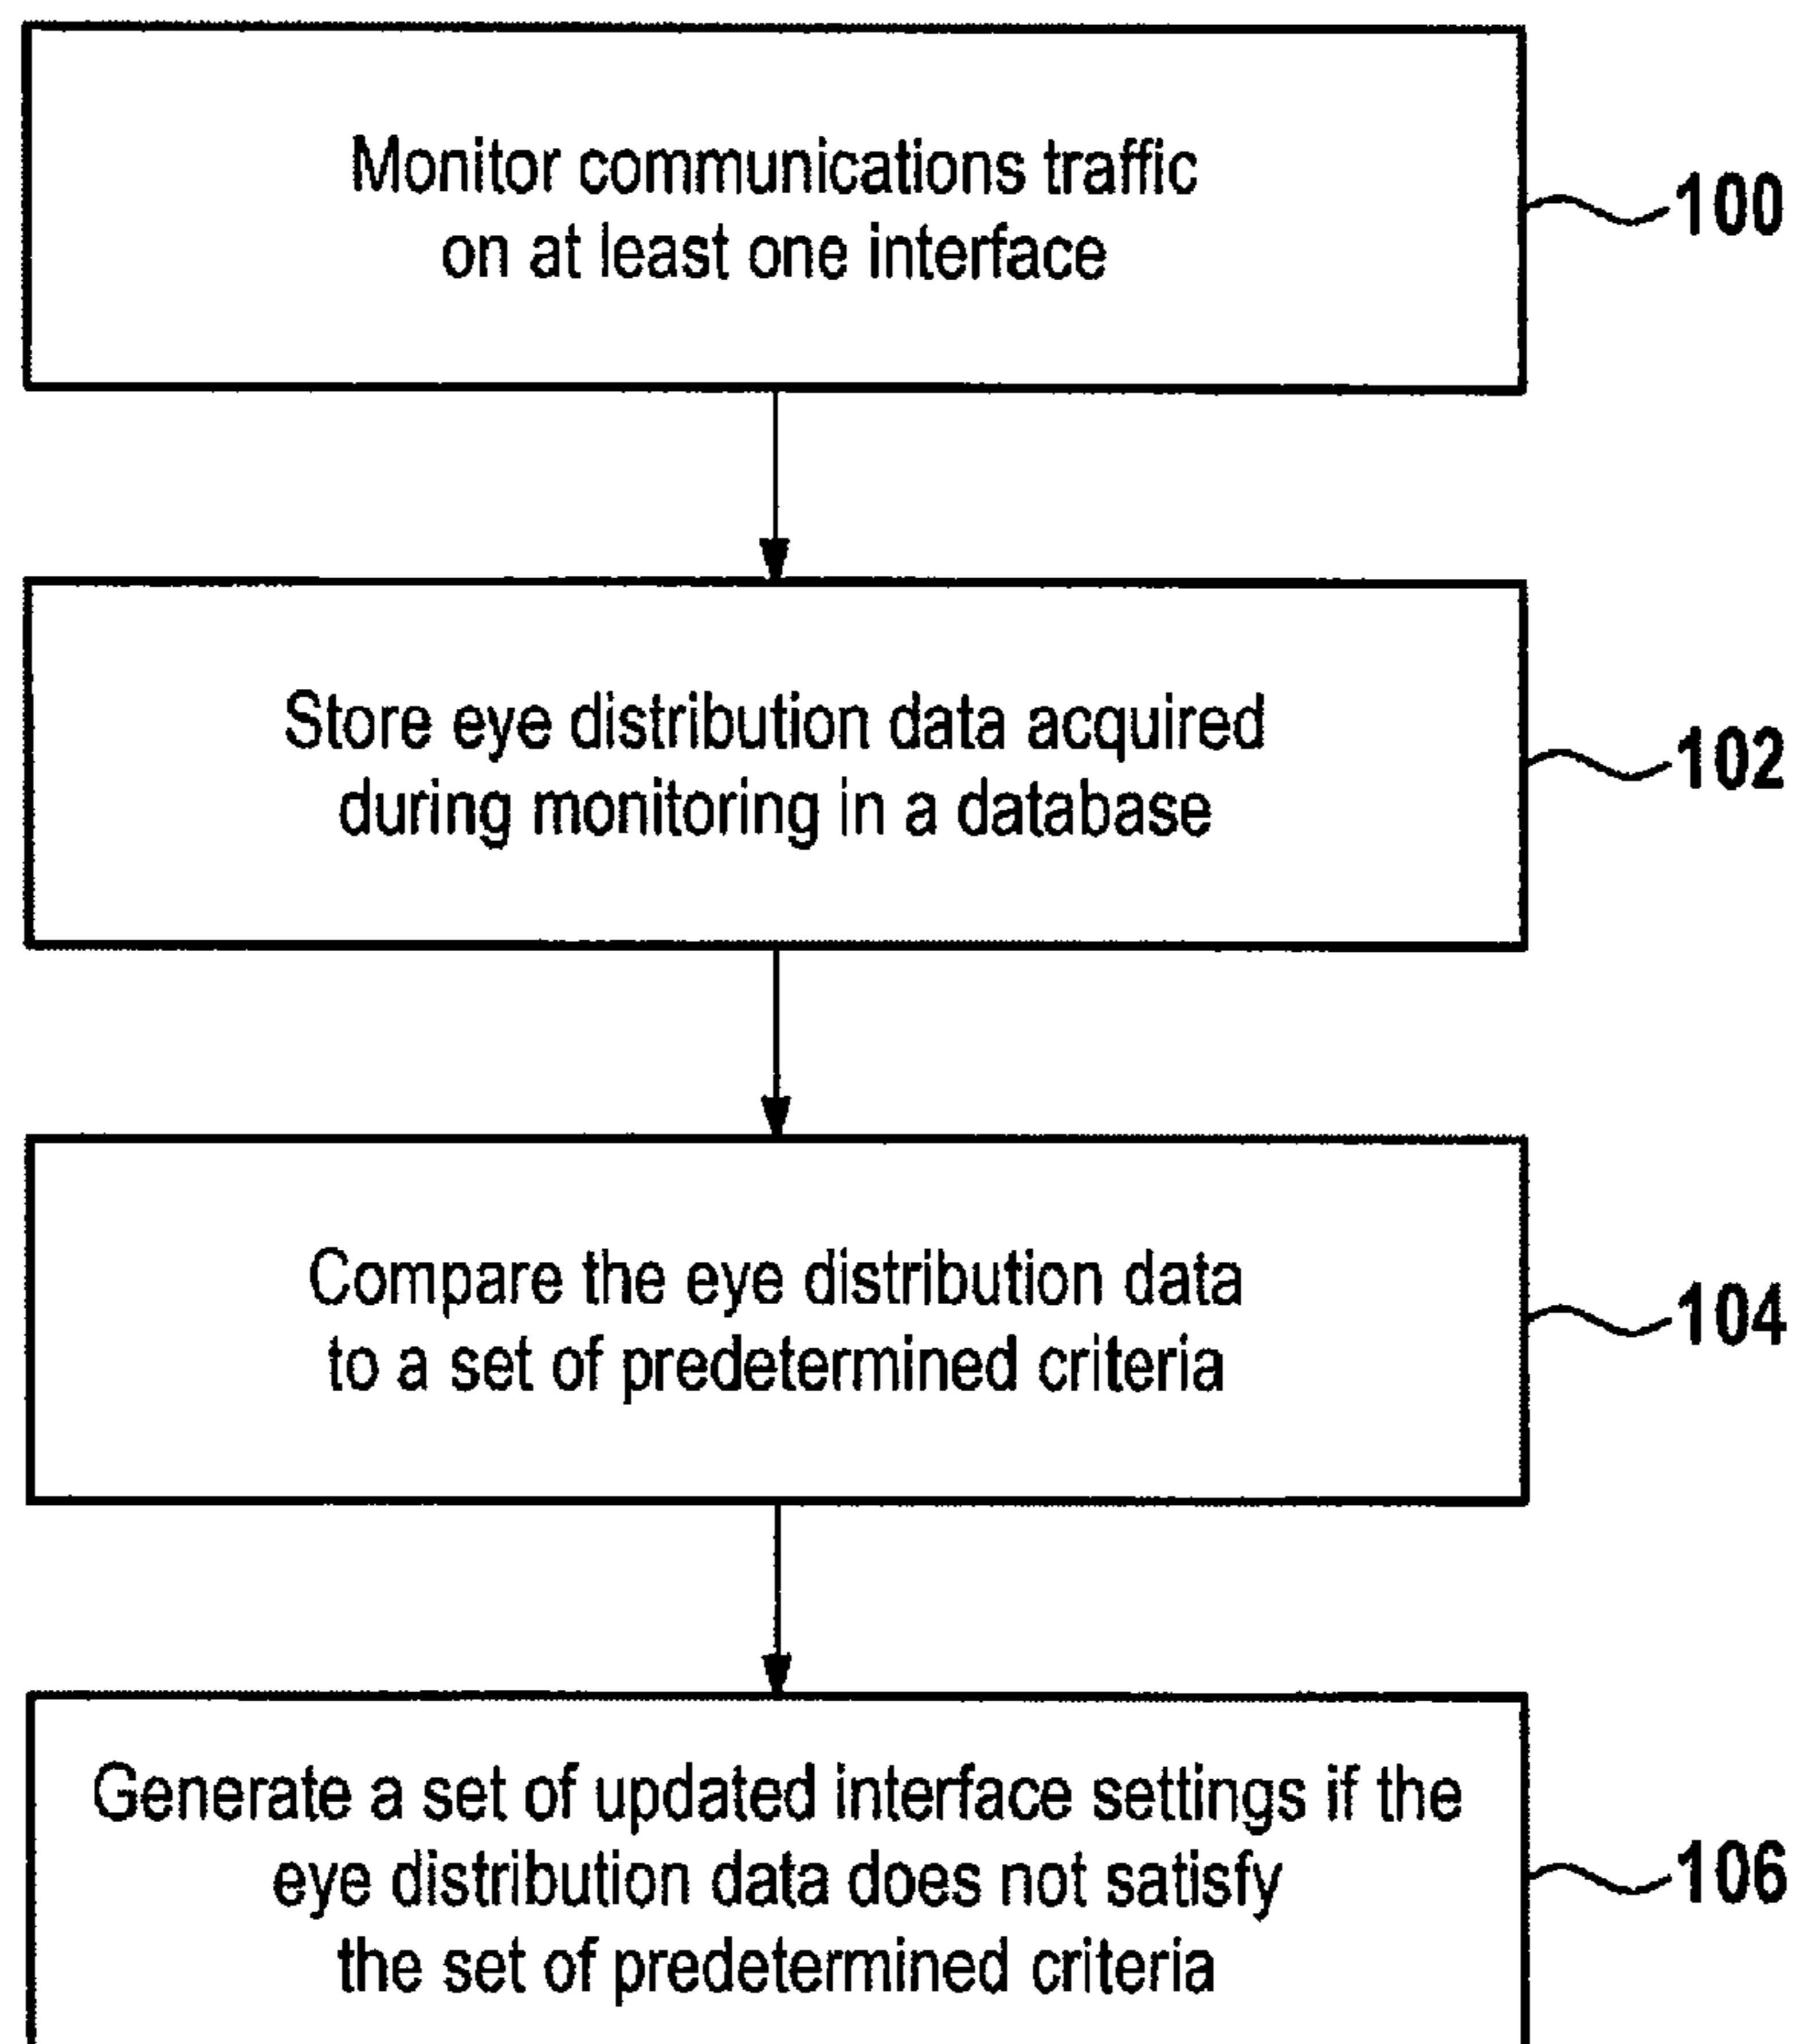 Monitor communications traffic
on at least one interface
100
Store eye distribution data acquired
during monitoring in a database
102
Compare the eye distribution data
to a set of predetermined criteria
104
Generate a set of updated interface settings if the
eye distribution data does not satisfy
the set of predetermined criteria
106